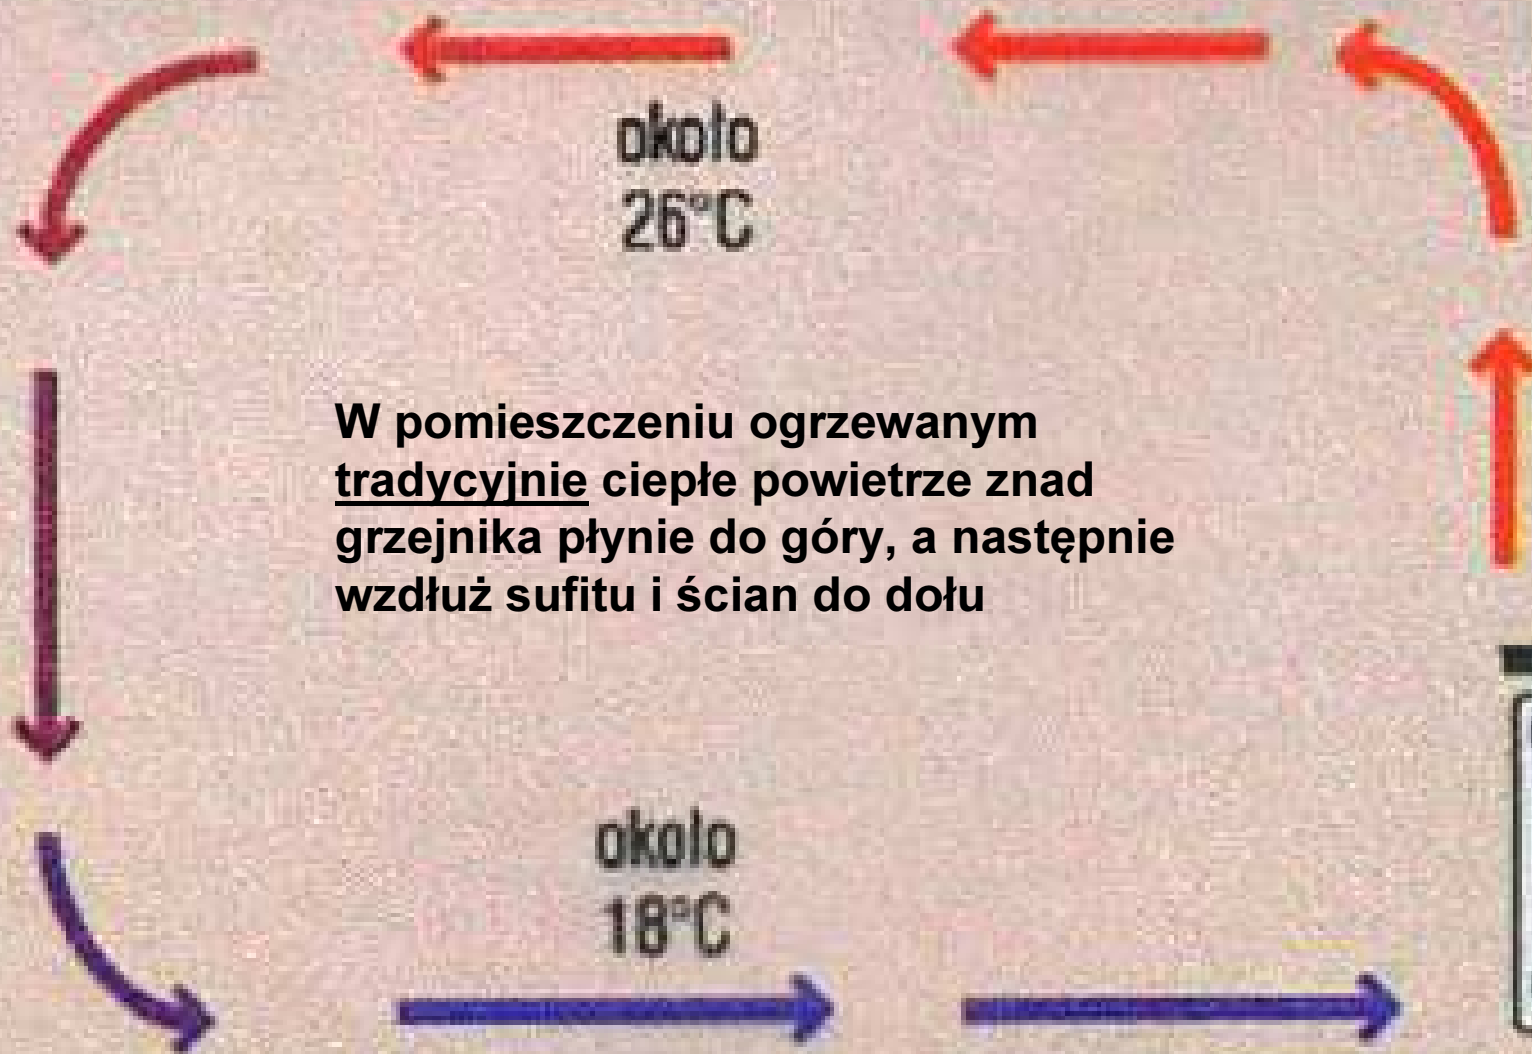 około
26°C
W pomieszczeniu ogrzewanym
tradycyjnie ciepłe powietrze znad
grzejnika płynie do góry, a następnie
wzdłuż sufitu i ścian do dołu
około
18°C